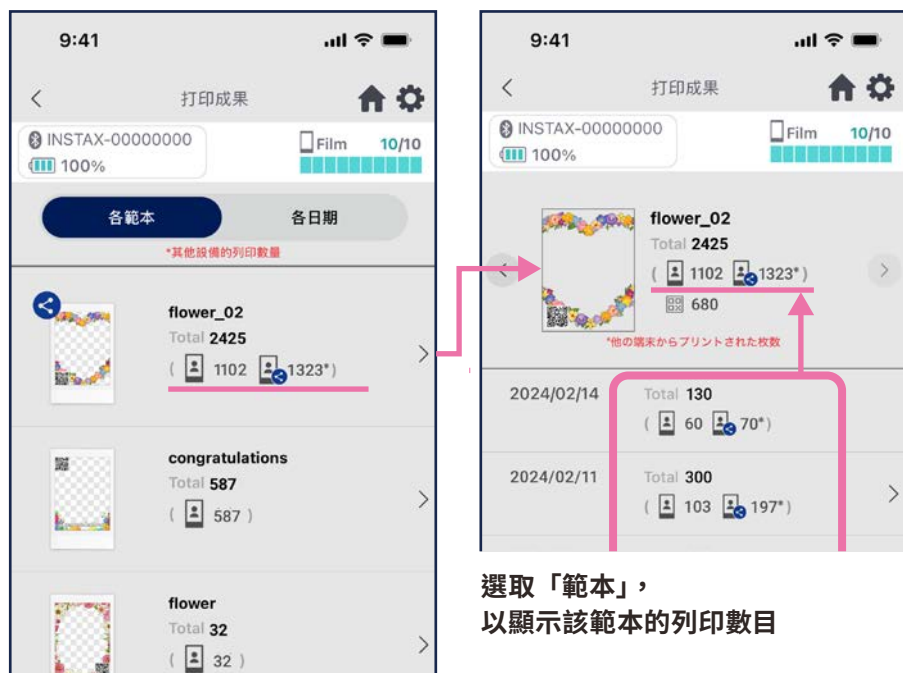 9:41
打印成果
INSTAX-00000000
100%
Film 10/10
各範本
各日期
*其他設備的列印數量
flower_02
Total 2425
( 1102 1323*)
congratulations
Total 587
( 587 )
flower
Total 32
( 32 )
9:41
打印成果
INSTAX-00000000
100%
Film 10/10
flower_02
Total 2425
( 1102 1323*)
680
*他の端末からプリントされた枚数
2024/02/14 Total 130
( 60 70*)
2024/02/11 Total 300
( 103 197*)
選取「範本」，
以顯示該範本的列印數目